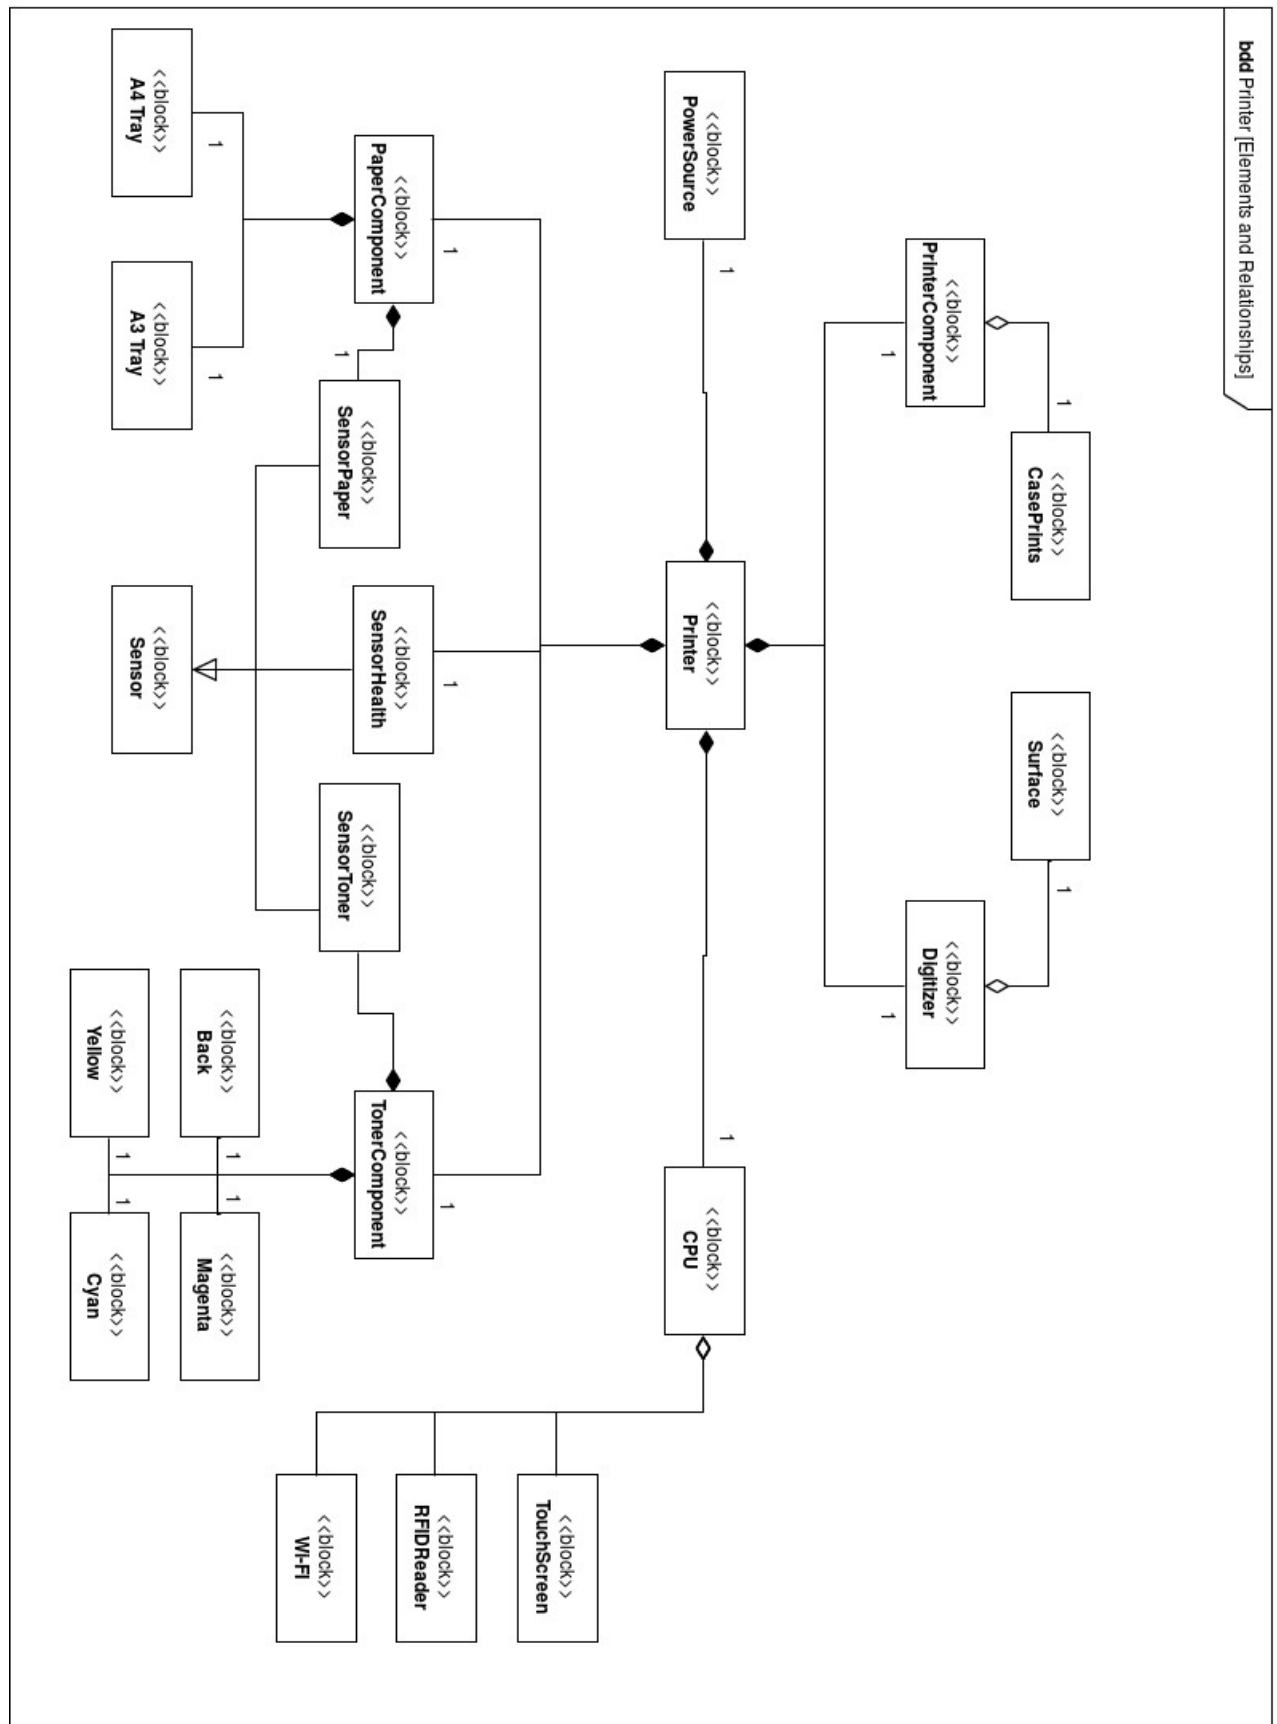 bdd Printer [Elements and Relationships]
1
<<block>>
CasePrints
<<block>>
Surface
1
<<block>>
PrinterComponent
<<block>>
Digitizer
1
1
<<block>>
PowerSource
1
<<block>>
Printer
1
<<block>>
CPU
<<block>>
TouchScreen
1
1
1
<<block>>
RFIDReader
<<block>>
PaperComponent
<<block>>
SensorHealth
<<block>>
TonerComponent
1
<<block>>
SensorPaper
<<block>>
SensorToner
<<block>>
Wi-Fi
1
1
<<block>>
A4 Tray
<<block>>
A3 Tray
<<block>>
Sensor
<<block>>
Back
1
1
<<block>>
Magenta
<<block>>
Yellow
1
1
<<block>>
Cyan